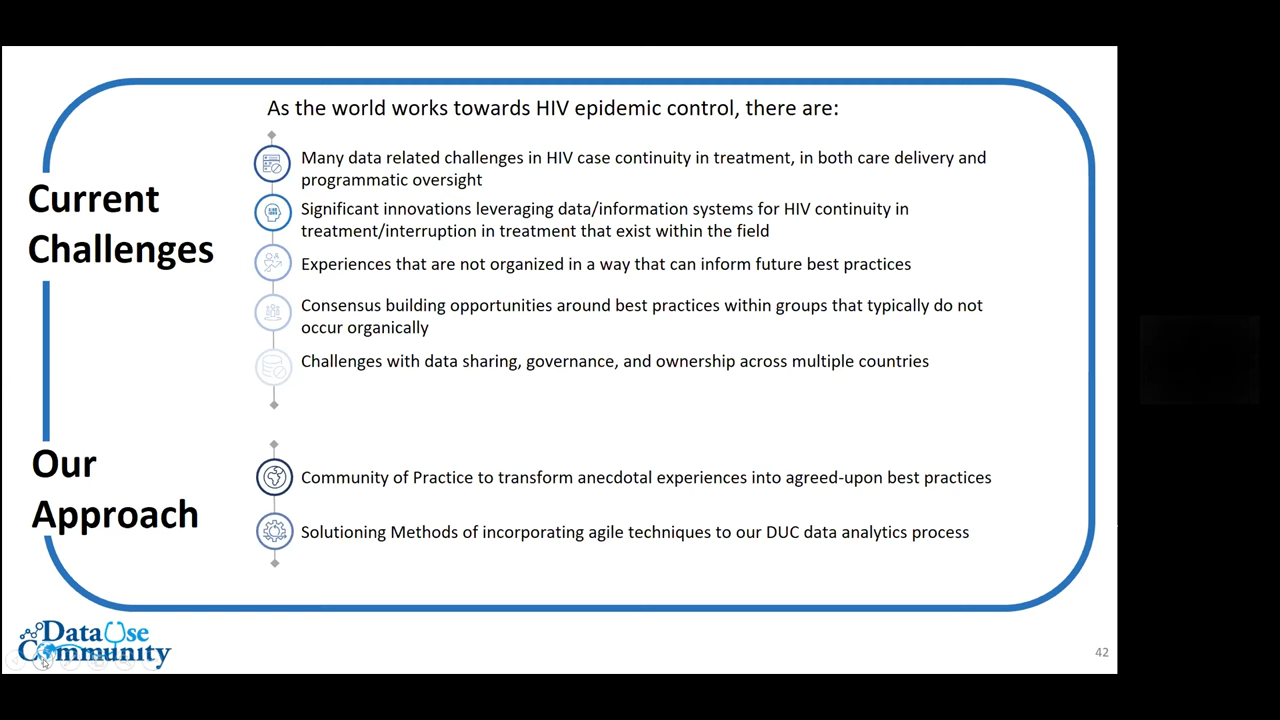 As the world works towards HIV epidemic control, there are:
Current
Challenges
Many data related challenges in HIV case continuity in treatment, in both care delivery and
programmatic oversight
Significant innovations leveraging data/information systems for HIV continuity in
treatment/interruption in treatment that exist within the field
Experiences that are not organized in a way that can inform future best practices
Consensus building opportunities around best practices within groups that typically do not
occur organically
Challenges with data sharing, governance, and ownership across multiple countries
Our
Approach
Community of Practice to transform anecdotal experiences into agreed-upon best practices
Solutioning Methods of incorporating agile techniques to our DUC data analytics process
Data Use
Community
42